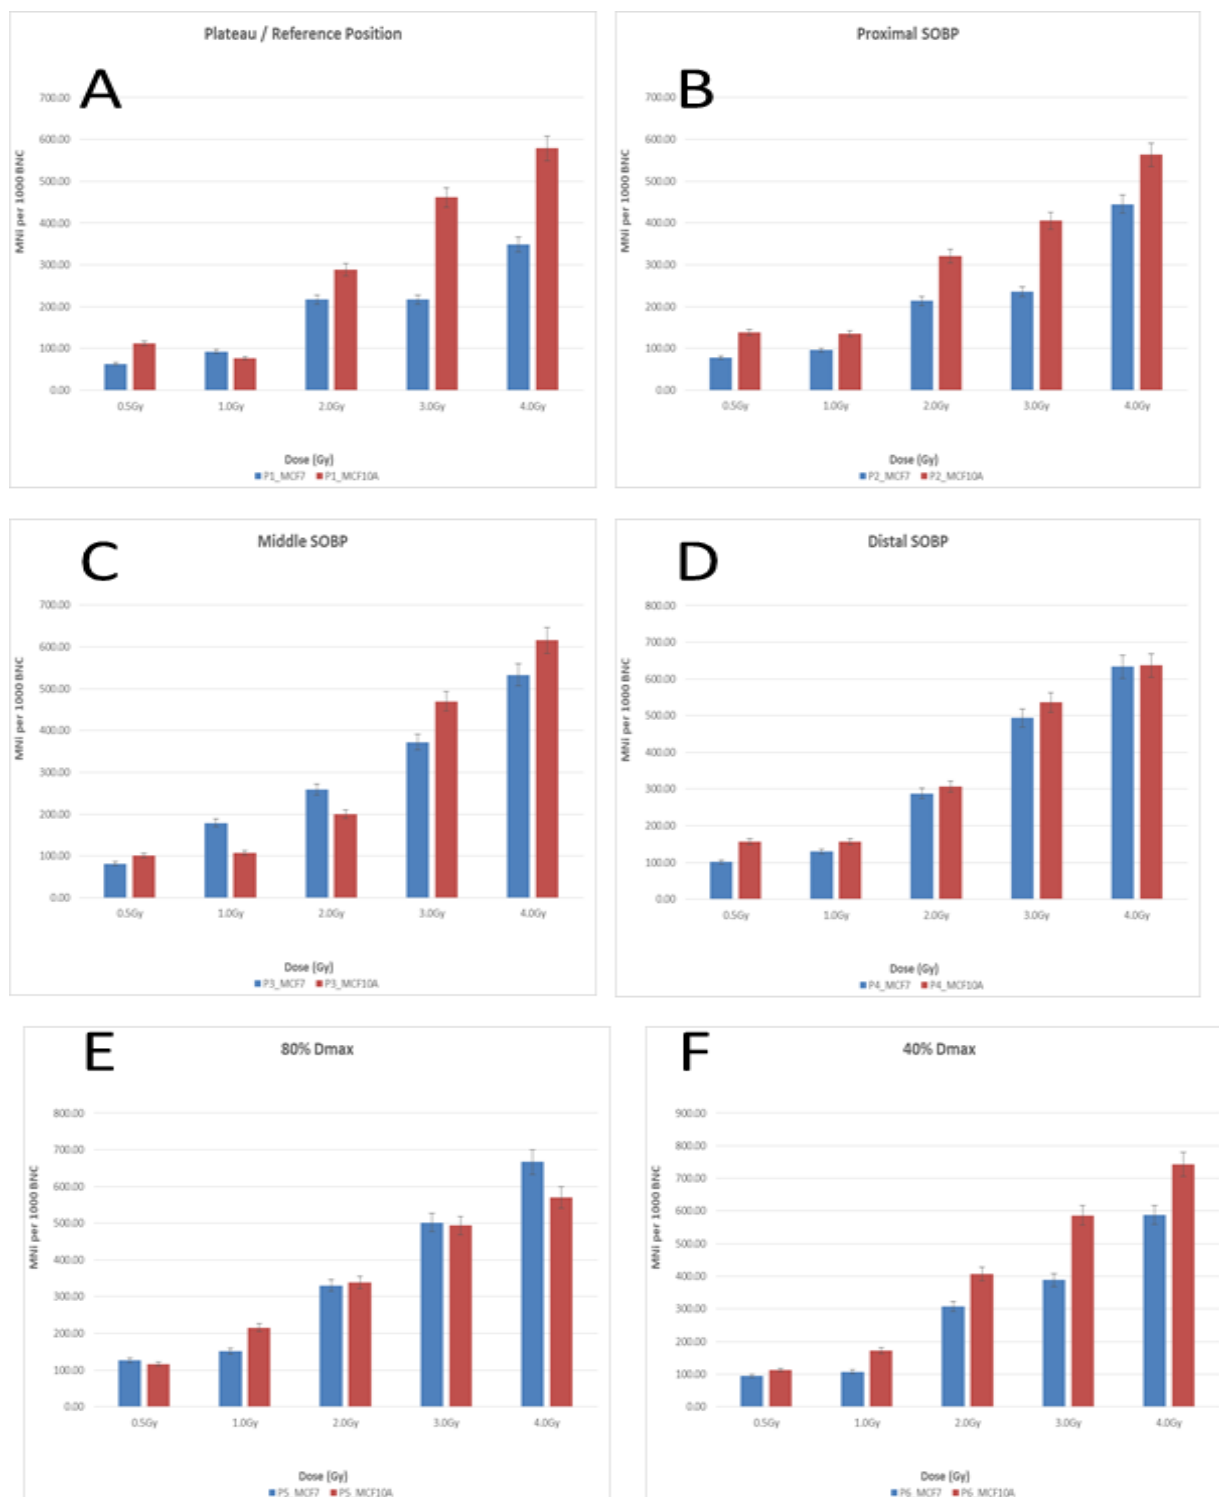 Plateau / Reference Position
A
700.00
600.00
500.00
400.00
300.00
200.00
100.00
0.00
MNi per 1000 BNC
0.5Gy 1.0Gy 2.0Gy 3.0Gy 4.0Gy
Dose (Gy)
P1_MCF7 P1_MCF10A
Proximal SOBP
B
700.00
600.00
500.00
400.00
300.00
200.00
100.00
0.00
MNi per 1000 BNC
0.5Gy 1.0Gy 2.0Gy 3.0Gy 4.0Gy
Dose (Gy)
P2_MCF7 P2_MCF10A
Middle SOBP
C
700.00
600.00
500.00
400.00
300.00
200.00
100.00
0.00
MNi per 1000 BNC
0.5Gy 1.0Gy 2.0Gy 3.0Gy 4.0Gy
Dose (Gy)
P3_MCF7 P3_MCF10A
Distal SOBP
D
800.00
700.00
600.00
500.00
400.00
300.00
200.00
100.00
0.00
MNi per 1000 BNC
0.5Gy 1.0Gy 2.0Gy 3.0Gy 4.0Gy
Dose (Gy)
P4_MCF7 P4_MCF10A
80% Dmax
E
800.00
700.00
600.00
500.00
400.00
300.00
200.00
100.00
0.00
MNi per 1000 BNC
0.5Gy 1.0Gy 2.0Gy 3.0Gy 4.0Gy
Dose (Gy)
P5_MCF7 P5_MCF10A
40% Dmax
F
900.00
800.00
700.00
600.00
500.00
400.00
300.00
200.00
100.00
0.00
MNi per 1000 BNC
0.5Gy 1.0Gy 2.0Gy 3.0Gy 4.0Gy
Dose (Gy)
P6_MCF7 P6_MCF10A